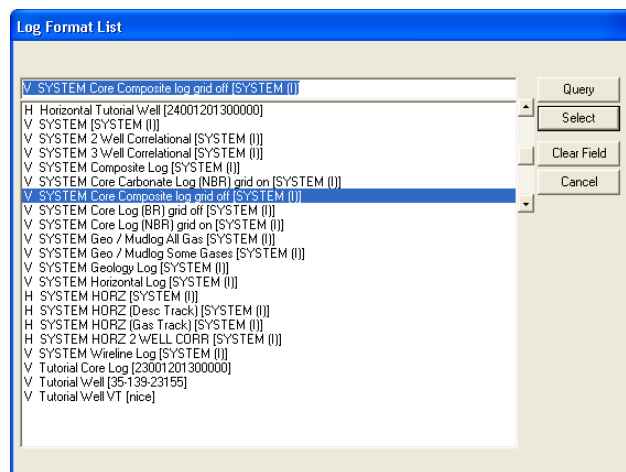 Log Format List
V SYSTEM Core Composite log grid off [SYSTEM (I)]
Query
Select
Clear Field
Cancel
H Horizontal Tutorial Well [24001201300000]
V SYSTEM [SYSTEM (I)]
V SYSTEM 2 Well Correlational [SYSTEM (I)]
V SYSTEM 3 Well Correlational [SYSTEM (I)]
V SYSTEM Composite Log [SYSTEM (I)]
V SYSTEM Core Carbonate Log (NBR) grid on [SYSTEM (I)]
V SYSTEM Core Composite log grid off [SYSTEM (I)]
V SYSTEM Core Log (BR) grid off [SYSTEM (I)]
V SYSTEM Core Log (NBR) grid on [SYSTEM (I)]
V SYSTEM Geo / Mudlog All Gas [SYSTEM (I)]
V SYSTEM Geo / Mudlog Some Gases [SYSTEM (I)]
V SYSTEM Geology Log [SYSTEM (I)]
V SYSTEM Horizontal Log [SYSTEM (I)]
H SYSTEM HORZ [SYSTEM (I)]
H SYSTEM HORZ (Desc Track) [SYSTEM (I)]
H SYSTEM HORZ (Gas Track) [SYSTEM (I)]
H SYSTEM HORZ 2 WELL CORR [SYSTEM (I)]
V SYSTEM Wireline Log [SYSTEM (I)]
V Tutorial Core Log [23001201300000]
V Tutorial Well [35-139-23155]
V Tutorial Well VT [nice]